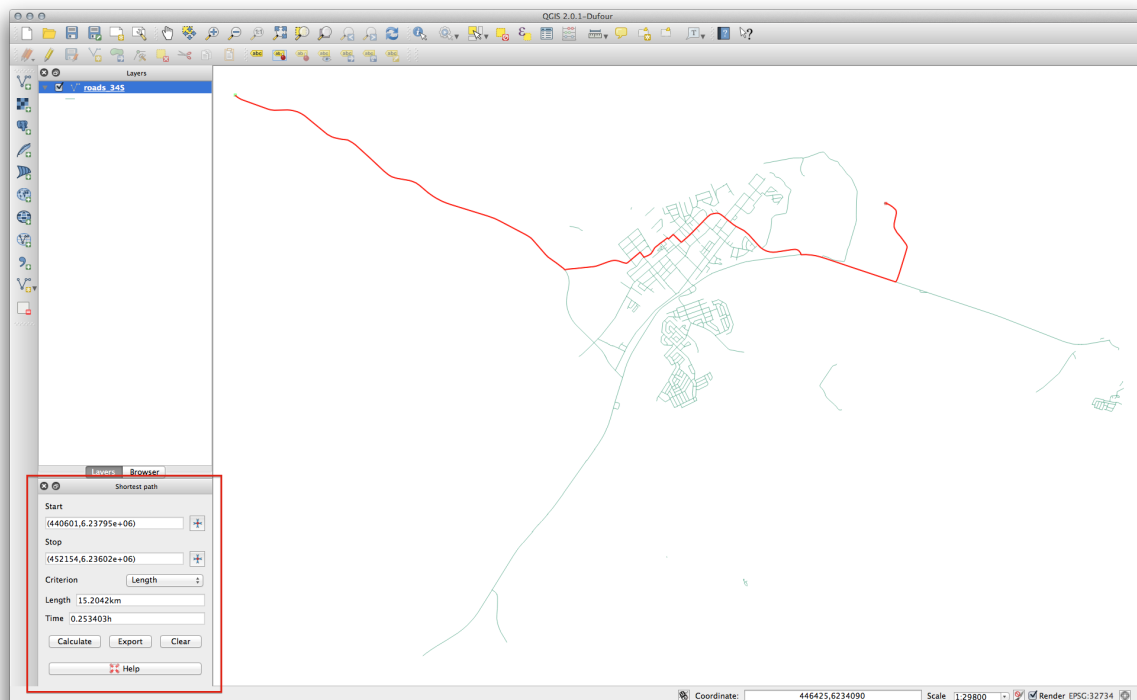 QGIS 2.0.1-Dufour
Layers
roads_345
Layers Browser
Shortest path
Start
(440601,6.23795e+06)
Stop
(452154,6.23602e+06)
Criterion Length
Length 15.2042km
Time 0.253403h
Calculate Export Clear
Help
Coordinate: 446425,6234090 Scale 1:29800 Render EPSG:32734